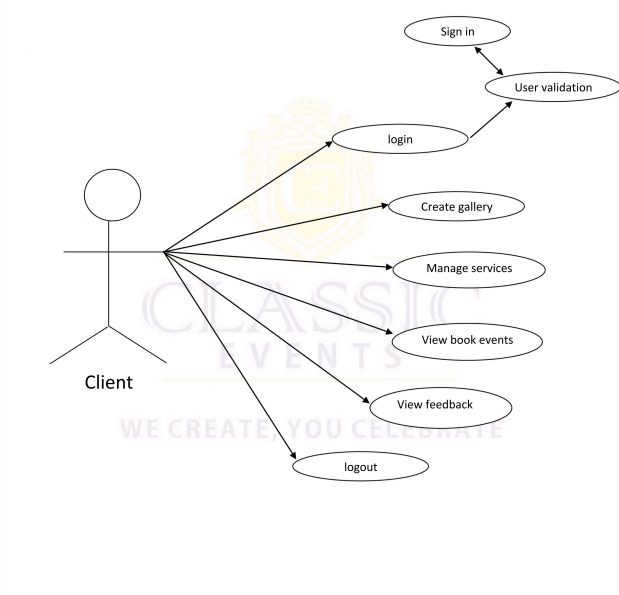 Sign in
User validation
login
Create gallery
Manage services
CLASSIC
View book events
EVENTS
Client
View feedback
WE CREATE, YOU CELEBRATE
logout